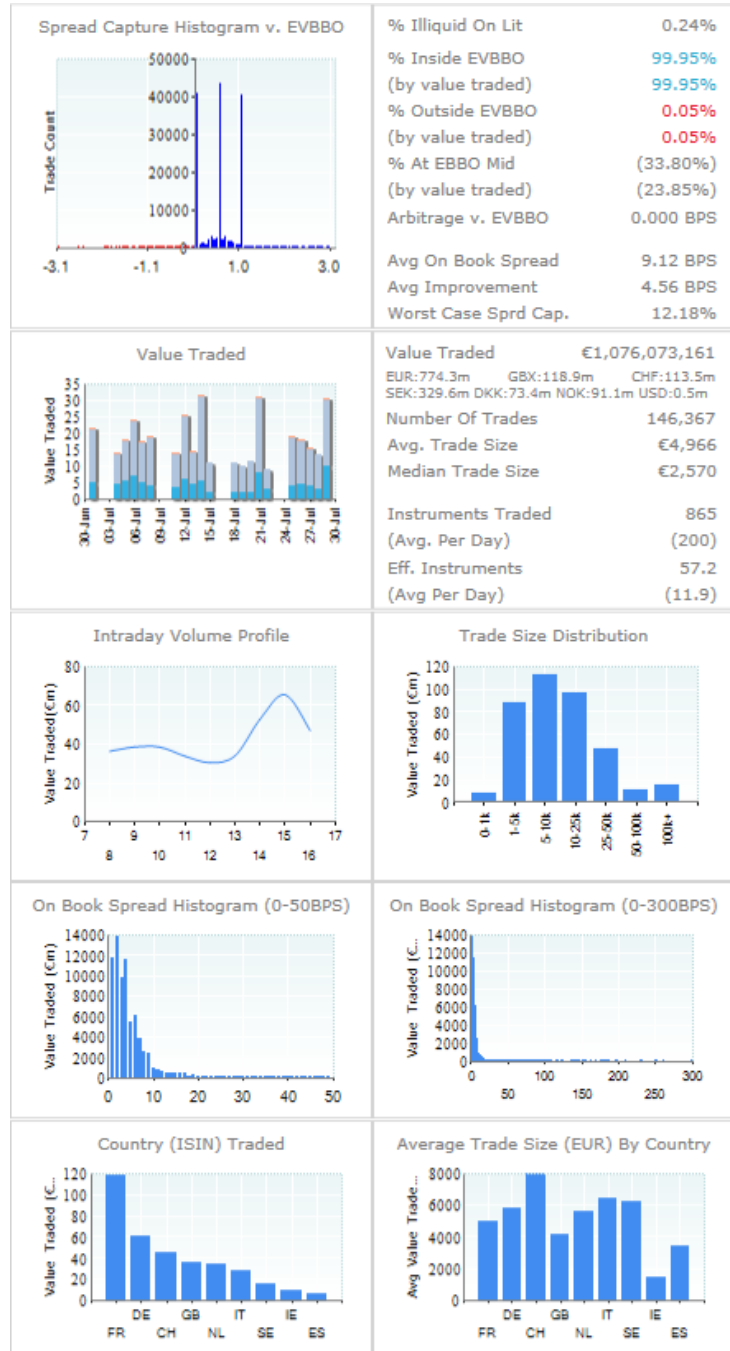 Spread Capture Histogram v. EVBBO
Trade Count
50000
40000
30000
20000
10000
0
-3.1 -1.1 1.0 3.0
% Illiquid On Lit 0.24%
% Inside EVBBO 99.95%
(by value traded) 99.95%
% Outside EVBBO 0.05%
(by value traded) 0.05%
% At EBBO Mid (33.80%)
(by value traded) (23.85%)
Arbitrage v. EVBBO 0.000 BPS
Avg On Book Spread 9.12 BPS
Avg Improvement 4.56 BPS
Worst Case Sprd Cap. 12.18%
Value Traded
Value Traded
35
30
25
20
15
10
5
0
30-Jun 03-Jul 06-Jul 09-Jul 12-Jul 15-Jul 18-Jul 21-Jul 24-Jul 27-Jul 30-Jul
Value Traded €1,076,073,161
EUR:774.3m GBX:118.9m CHF:113.5m
SEK:329.6m DKK:73.4m NOK:91.1m USD:0.5m
Number Of Trades 146,367
Avg. Trade Size €4,966
Median Trade Size €2,570
Instruments Traded 865
(Avg. Per Day) (200)
Eff. Instruments 57.2
(Avg Per Day) (11.9)
Intraday Volume Profile
Value Traded(€m)
80
60
40
20
0
7 9 11 13 15 17
8 10 12 14 16
Trade Size Distribution
Value Traded (€m)
120
100
80
60
40
20
0
0-1k 1-5k 5-10k 10-25k 25-50k 50-100k 100k+
On Book Spread Histogram (0-50BPS)
Value Traded (€m)
14000
12000
10000
8000
6000
4000
2000
0
0 10 20 30 40 50
On Book Spread Histogram (0-300BPS)
Value Traded (€...
14000
12000
10000
8000
6000
4000
2000
0
0 100 200 300
50 150 250
Country (ISIN) Traded
Value Traded (€...
120
100
80
60
40
20
0
DE GB IT IE
FR CH NL SE ES
Average Trade Size (EUR) By Country
Avg Value Trade...
8000
6000
4000
2000
0
DE GB IT IE
FR CH NL SE ES